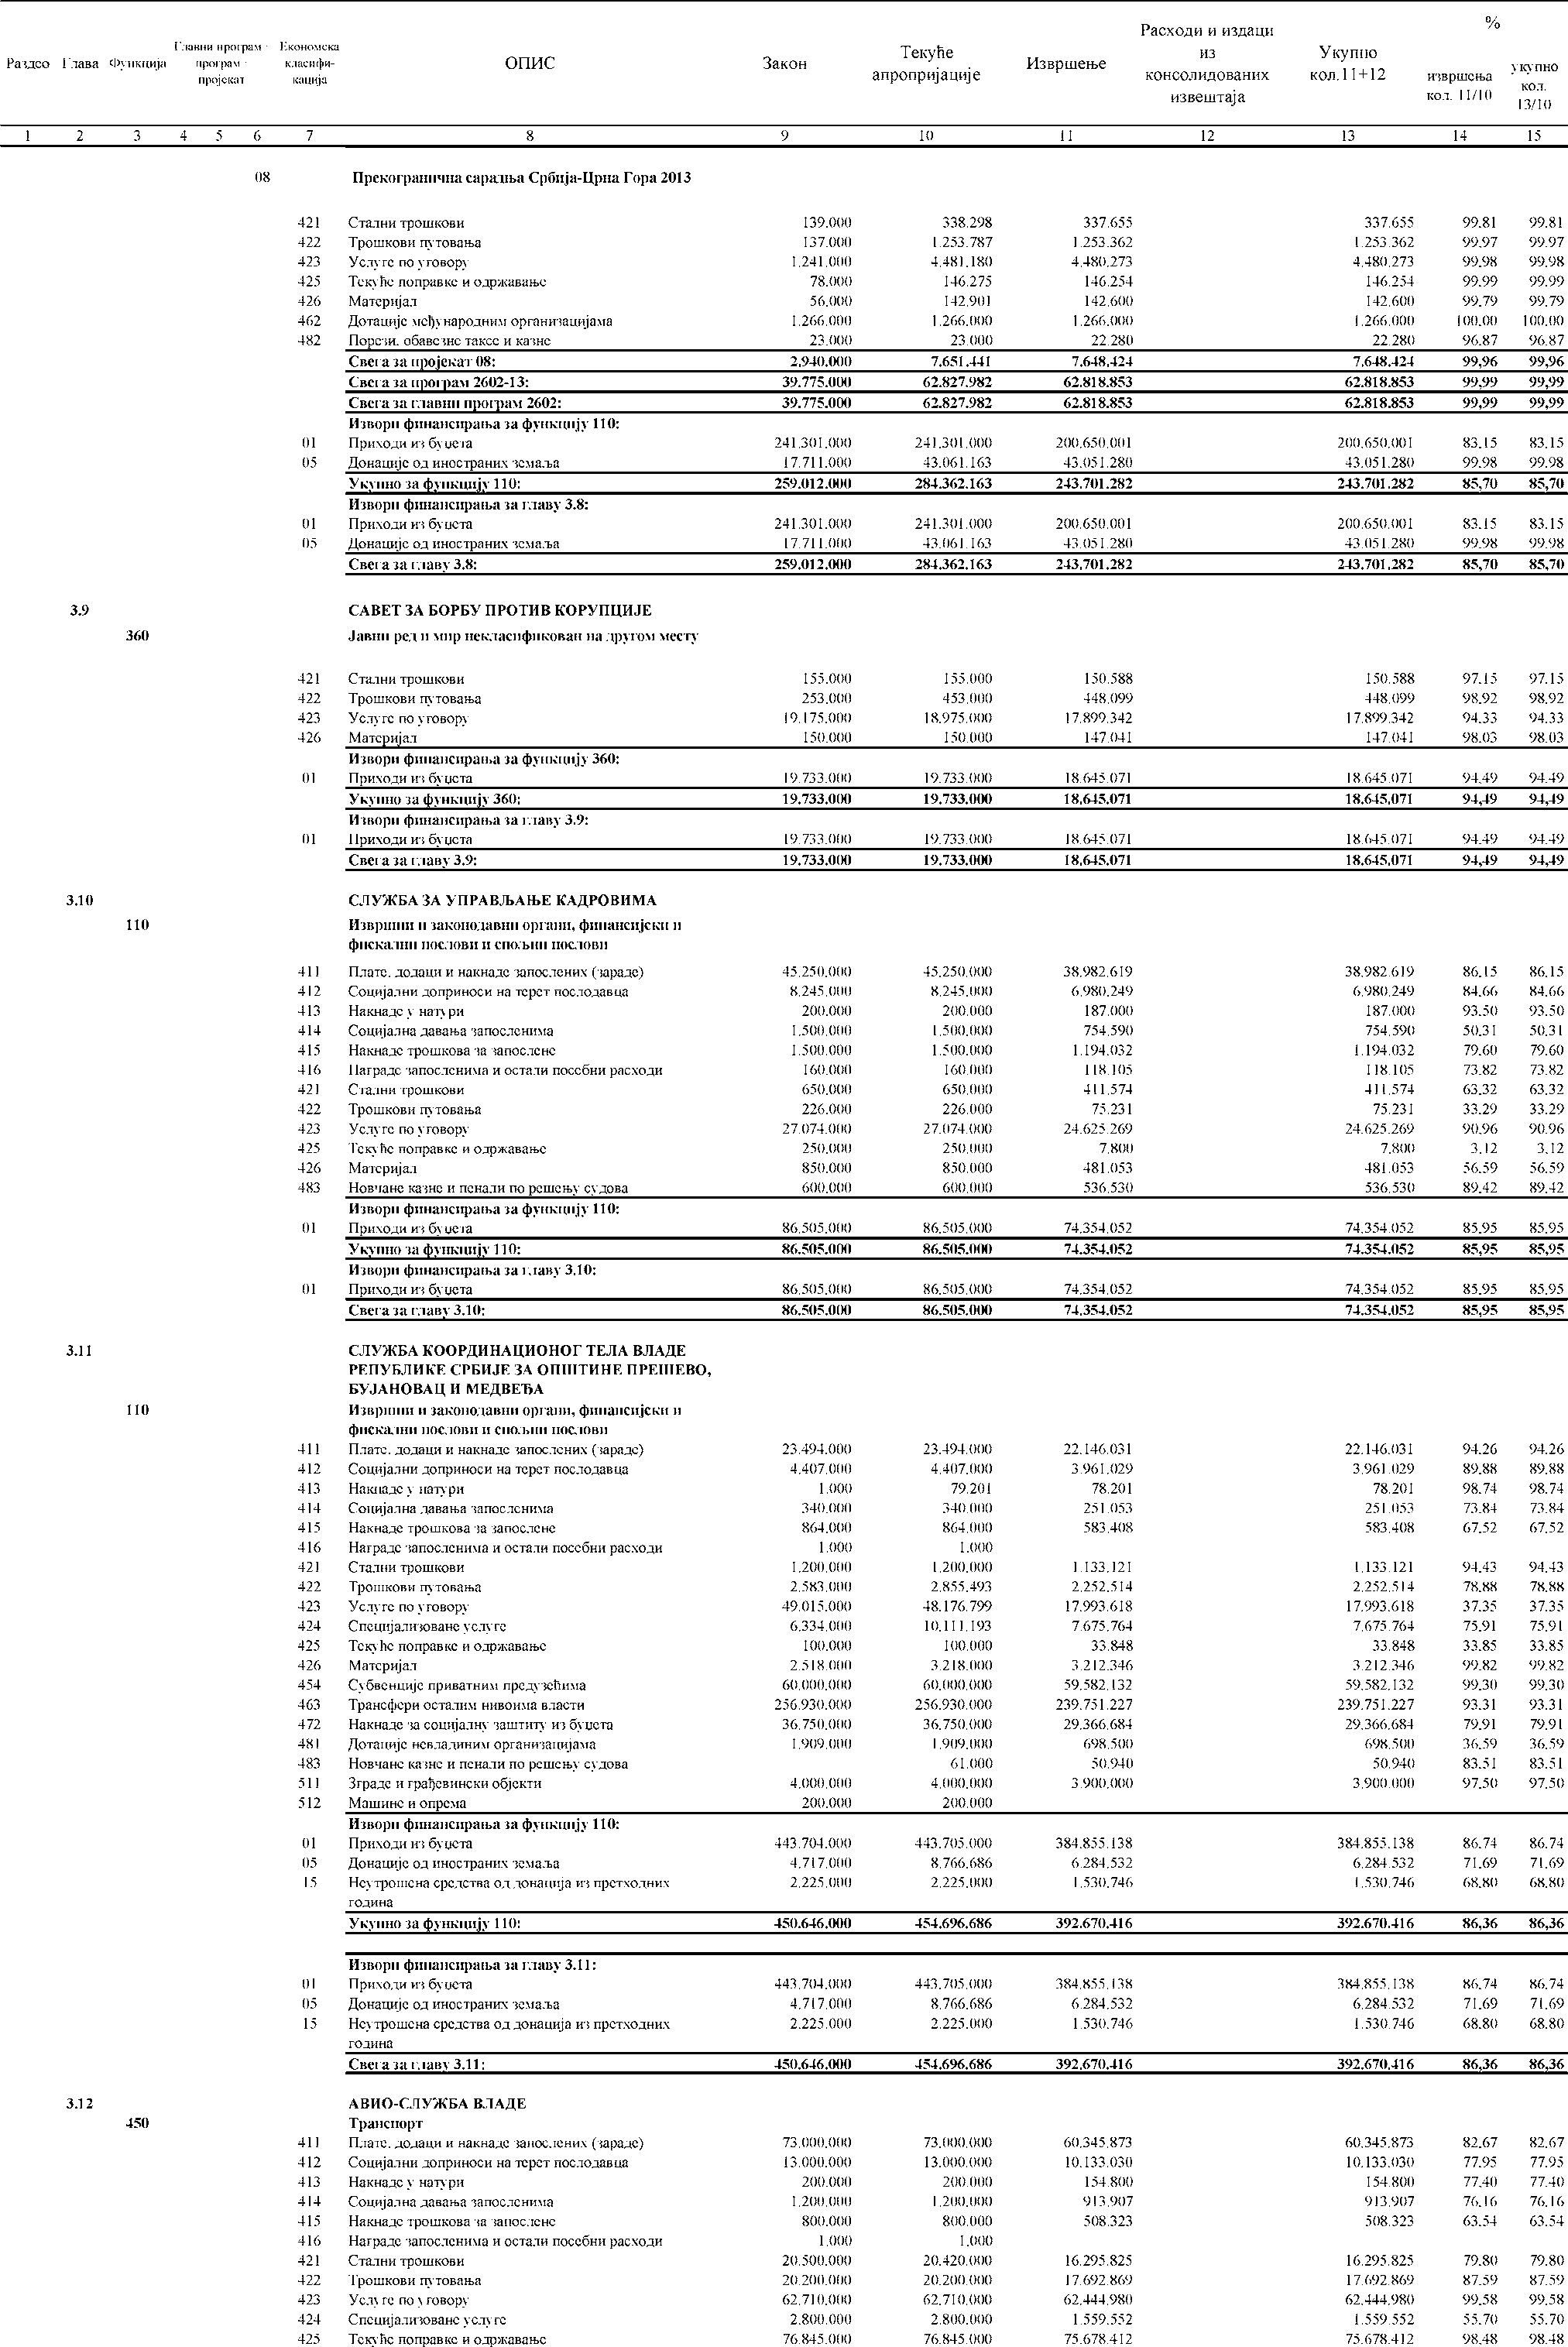 Раздео Глава Функција Главни програм - програм - пројекат Економска класифи-кација ОПИС Закон Текуће апропријације Извршење Расходи и издаци из консолидованих извештаја Укупно кол.11+12 % извршења кол. 11/10 укупно кол. 13/10
1 2 3 4 5 6 7 8 9 10 11 12 13 14 15
08 Прекогранична сарадња Србија-Црна Гора 2013
421 Стални трошкови 139.000 338.298 337.655 337.655 99,81 99,81
422 Трошкови путовања 137.000 1.253.787 1.253.362 1.253.362 99,97 99,97
423 Услуге по уговору 1.241.000 4.481.180 4.480.273 4.480.273 99,98 99,98
425 Текуће поправке и одржавање 78.000 146.275 146.254 146.254 99,99 99,99
426 Материјал 56.000 142.901 142.600 142.600 99,79 99,79
462 Дотације међународним организацијама 1.266.000 1.266.000 1.266.000 1.266.000 100,00 100,00
482 Порези, обавезне таксе и казне 23.000 23.000 22.280 22.280 96,87 96,87
Свега за пројекат 08: 2.940.000 7.651.441 7.648.424 7.648.424 99,96 99,96
Свега за програм 2602-13: 39.775.000 62.827.982 62.818.853 62.818.853 99,99 99,99
Свега за главни програм 2602: 39.775.000 62.827.982 62.818.853 62.818.853 99,99 99,99
Извори финансирања за функцију 110:
01 Приходи из буџета 241.301.000 241.301.000 200.650.001 200.650.001 83,15 83,15
05 Донације од иностраних земаља 17.711.000 43.061.163 43.051.280 43.051.280 99,98 99,98
Укупно за функцију 110: 259.012.000 284.362.163 243.701.282 243.701.282 85,70 85,70
Извори финансирања за главу 3.8:
01 Приходи из буџета 241.301.000 241.301.000 200.650.001 200.650.001 83,15 83,15
05 Донације од иностраних земаља 17.711.000 43.061.163 43.051.280 43.051.280 99,98 99,98
Свега за главу 3.8: 259.012.000 284.362.163 243.701.282 243.701.282 85,70 85,70
3.9 САВЕТ ЗА БОРБУ ПРОТИВ КОРУПЦИЈЕ
360 Јавни ред и мир некласификован на другом месту
421 Стални трошкови 155.000 155.000 150.588 150.588 97,15 97,15
422 Трошкови путовања 253.000 453.000 448.099 448.099 98,92 98,92
423 Услуге по уговору 19.175.000 18.975.000 17.899.342 17.899.342 94,33 94,33
426 Материјал 150.000 150.000 147.041 147.041 98,03 98,03
Извори финансирања за функцију 360:
01 Приходи из буџета 19.733.000 19.733.000 18.645.071 18.645.071 94,49 94,49
Укупно за функцију 360: 19.733.000 19.733.000 18.645.071 18.645.071 94,49 94,49
Извори финансирања за главу 3.9:
01 Приходи из буџета 19.733.000 19.733.000 18.645.071 18.645.071 94,49 94,49
Свега за главу 3.9: 19.733.000 19.733.000 18.645.071 18.645.071 94,49 94,49
3.10 СЛУЖБА ЗА УПРАВЉАЊЕ КАДРОВИМА
110 Извршни и законодавни органи, финансијски и
фискални послови и спољни послови
411 Плате, додаци и накнаде запослених (зараде) 45.250.000 45.250.000 38.982.619 38.982.619 86,15 86,15
412 Социјални доприноси на терет послодавца 8.245.000 8.245.000 6.980.249 6.980.249 84,66 84,66
413 Накнаде у натури 200.000 200.000 187.000 187.000 93,50 93,50
414 Социјална давања запосленима 1.500.000 1.500.000 754.590 754.590 50,31 50,31
415 Накнаде трошкова за запослене 1.500.000 1.500.000 1.194.032 1.194.032 79,60 79,60
416 Награде запосленима и остали посебни расходи 160.000 160.000 118.105 118.105 73,82 73,82
421 Стални трошкови 650.000 650.000 411.574 411.574 63,32 63,32
422 Трошкови путовања 226.000 226.000 75.231 75.231 33,29 33,29
423 Услуге по уговору 27.074.000 27.074.000 24.625.269 24.625.269 90,96 90,96
425 Текуће поправке и одржавање 250.000 250.000 7.800 7.800 3,12 3,12
426 Материјал 850.000 850.000 481.053 481.053 56,59 56,59
483 Новчане казне и пенали по решењу судова 600.000 600.000 536.530 536.530 89,42 89,42
Извори финансирања за функцију 110:
01 Приходи из буџета 86.505.000 86.505.000 74.354.052 74.354.052 85,95 85,95
Укупно за функцију 110: 86.505.000 86.505.000 74.354.052 74.354.052 85,95 85,95
Извори финансирања за главу 3.10:
01 Приходи из буџета 86.505.000 86.505.000 74.354.052 74.354.052 85,95 85,95
Свега за главу 3.10: 86.505.000 86.505.000 74.354.052 74.354.052 85,95 85,95
3.11 СЛУЖБА КООРДИНАЦИОНОГ ТЕЛА ВЛАДЕ
РЕПУБЛИКЕ СРБИЈЕ ЗА ОПШТИНЕ ПРЕШЕВО,
БУЈАНОВАЦ И МЕДВЕЂА
110 Извршни и законодавни органи, финансијски и
фискални послови и спољни послови
411 Плате, додаци и накнаде запослених (зараде) 23.494.000 23.494.000 22.146.031 22.146.031 94,26 94,26
412 Социјални доприноси на терет послодавца 4.407.000 4.407.000 3.961.029 3.961.029 89,88 89,88
413 Накнаде у натури 1.000 79.201 78.201 78.201 98,74 98,74
414 Социјална давања запосленима 340.000 340.000 251.053 251.053 73,84 73,84
415 Накнаде трошкова за запослене 864.000 864.000 583.408 583.408 67,52 67,52
416 Награде запосленима и остали посебни расходи 1.000 1.000
421 Стални трошкови 1.200.000 1.200.000 1.133.121 1.133.121 94,43 94,43
422 Трошкови путовања 2.583.000 2.855.493 2.252.514 2.252.514 78,88 78,88
423 Услуге по уговору 49.015.000 48.176.799 17.993.618 17.993.618 37,35 37,35
424 Специјализоване услуге 6.334.000 10.111.193 7.675.764 7.675.764 75,91 75,91
425 Текуће поправке и одржавање 100.000 100.000 33.848 33.848 33,85 33,85
426 Материјал 2.518.000 3.218.000 3.212.346 3.212.346 99,82 99,82
454 Субвенције приватним предузећима 60.000.000 60.000.000 59.582.132 59.582.132 99,30 99,30
463 Трансфери осталим нивоима власти 256.930.000 256.930.000 239.751.227 239.751.227 93,31 93,31
472 Накнаде за социјалну заштиту из буџета 36.750.000 36.750.000 29.366.684 29.366.684 79,91 79,91
481 Дотације невладиним организацијама 1.909.000 1.909.000 698.500 698.500 36,59 36,59
483 Новчане казне и пенали по решењу судова 61.000 50.940 50.940 83,51 83,51
511 Зграде и грађевински објекти 4.000.000 4.000.000 3.900.000 3.900.000 97,50 97,50
512 Машине и опрема 200.000 200.000
Извори финансирања за функцију 110:
01 Приходи из буџета 443.704.000 443.705.000 384.855.138 384.855.138 86,74 86,74
05 Донације од иностраних земаља 4.717.000 8.766.686 6.284.532 6.284.532 71,69 71,69
15 Неутрошена средства од донација из претходних 2.225.000 2.225.000 1.530.746 1.530.746 68,80 68,80
година
Укупно за функцију 110: 450.646.000 454.696.686 392.670.416 392.670.416 86,36 86,36
Извори финансирања за главу 3.11:
01 Приходи из буџета 443.704.000 443.705.000 384.855.138 384.855.138 86,74 86,74
05 Донације од иностраних земаља 4.717.000 8.766.686 6.284.532 6.284.532 71,69 71,69
15 Неутрошена средства од донација из претходних 2.225.000 2.225.000 1.530.746 1.530.746 68,80 68,80
година
Свега за главу 3.11: 450.646.000 454.696.686 392.670.416 392.670.416 86,36 86,36
3.12 АВИО-СЛУЖБА ВЛАДЕ
450 Транспорт
411 Плате, додаци и накнаде запослених (зараде) 73.000.000 73.000.000 60.345.873 60.345.873 82,67 82,67
412 Социјални доприноси на терет послодавца 13.000.000 13.000.000 10.133.030 10.133.030 77,95 77,95
413 Накнаде у натури 200.000 200.000 154.800 154.800 77,40 77,40
414 Социјална давања запосленима 1.200.000 1.200.000 913.907 913.907 76,16 76,16
415 Накнаде трошкова за запослене 800.000 800.000 508.323 508.323 63,54 63,54
416 Награде запосленима и остали посебни расходи 1.000 1.000
421 Стални трошкови 20.500.000 20.420.000 16.295.825 16.295.825 79,80 79,80
422 Трошкови путовања 20.200.000 20.200.000 17.692.869 17.692.869 87,59 87,59
423 Услуге по уговору 62.710.000 62.710.000 62.444.980 62.444.980 99,58 99,58
424 Специјализоване услуге 2.800.000 2.800.000 1.559.552 1.559.552 55,70 55,70
425 Текуће поправке и одржавање 76.845.000 76.845.000 75.678.412 75.678.412 98,48 98,48